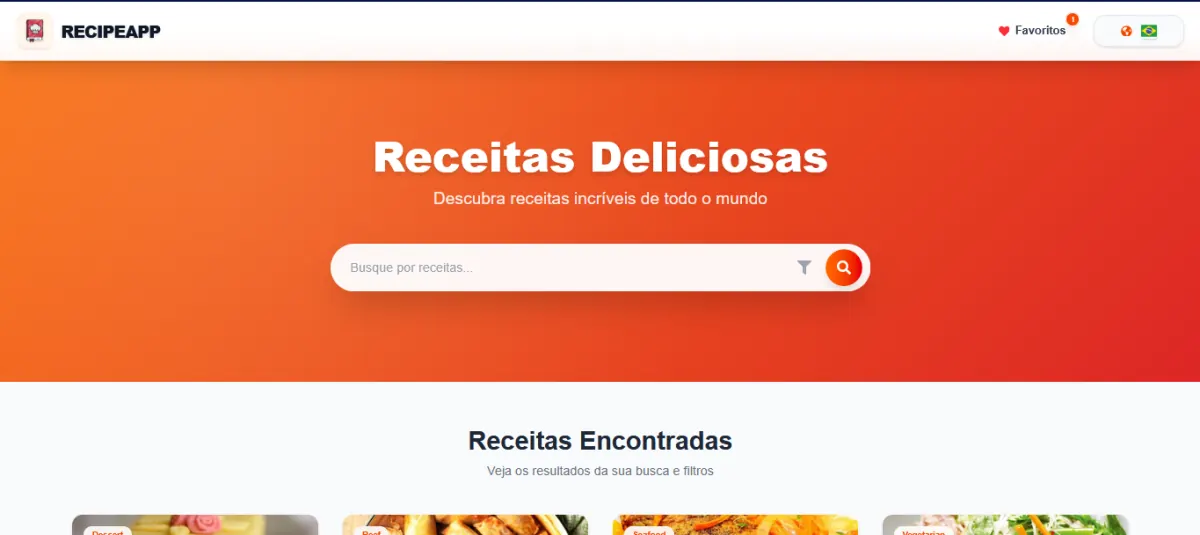 RECIPEAPP
Favoritos
1
Receitas Deliciosas
Descubra receitas incríveis de todo o mundo
Busque por receitas...
Receitas Encontradas
Veja os resultados da sua busca e filtros
Dessert
Beef
Seafood
Vegetarian